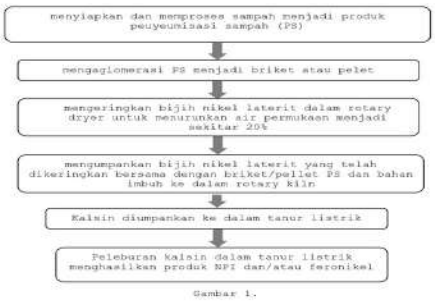 menyiapkan dan memproses sampah menjadi produk
peuyeumisasi sampah (PS)
mengaglomerasi PS menjadi briket atau pelet
mengeringkan bijih nikel laterit dalam rotary
dryer untuk menurunkan air permukaan menjadi
sekitar 20%
mengumpankan bijih nikel laterit yang telah
dikeringkan bersama dengan briket/pellet PS dan bahan
imbuh ke dalam rotary kiln
Kalsin diumpankan ke dalam tanur listrik
Peleburan kalsin dalam tanur listrik
menghasilkan produk NPI dan/atau feronikel
Gambar 1.